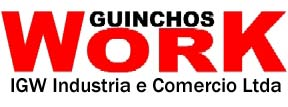 GUINCHOS
WORK
IGW Industria e Comercio Ltda